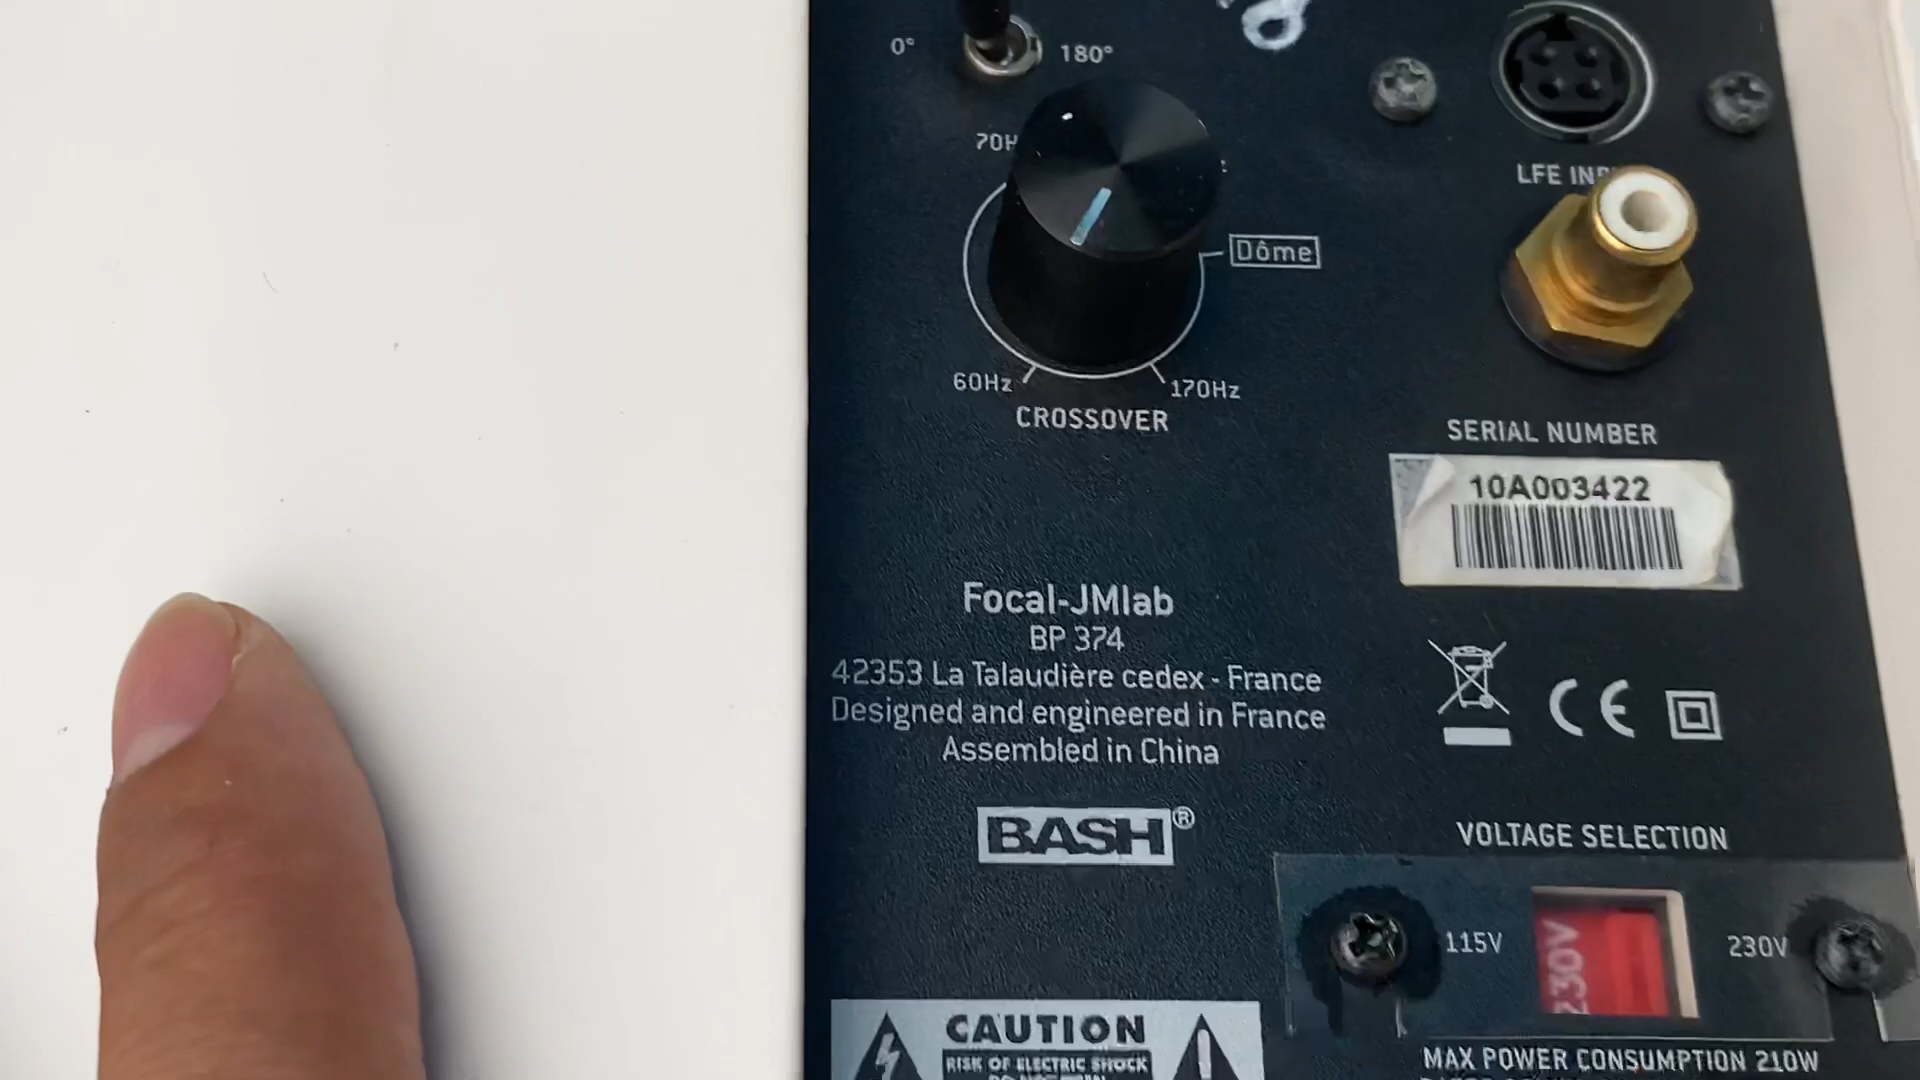 0° 180°
70H
z
LFE INP
Dôme
60Hz 170Hz
CROSSOVER
SERIAL NUMBER
10A003422
Focal-JMlab
BP 374
42353 La Talaudière cedex - France
Designed and engineered in France
Assembled in China
BASH®
VOLTAGE SELECTION
115V 230V 230V
CAUTION
RISK OF ELECTRIC SHOCK
MAX POWER CONSUMPTION 210W